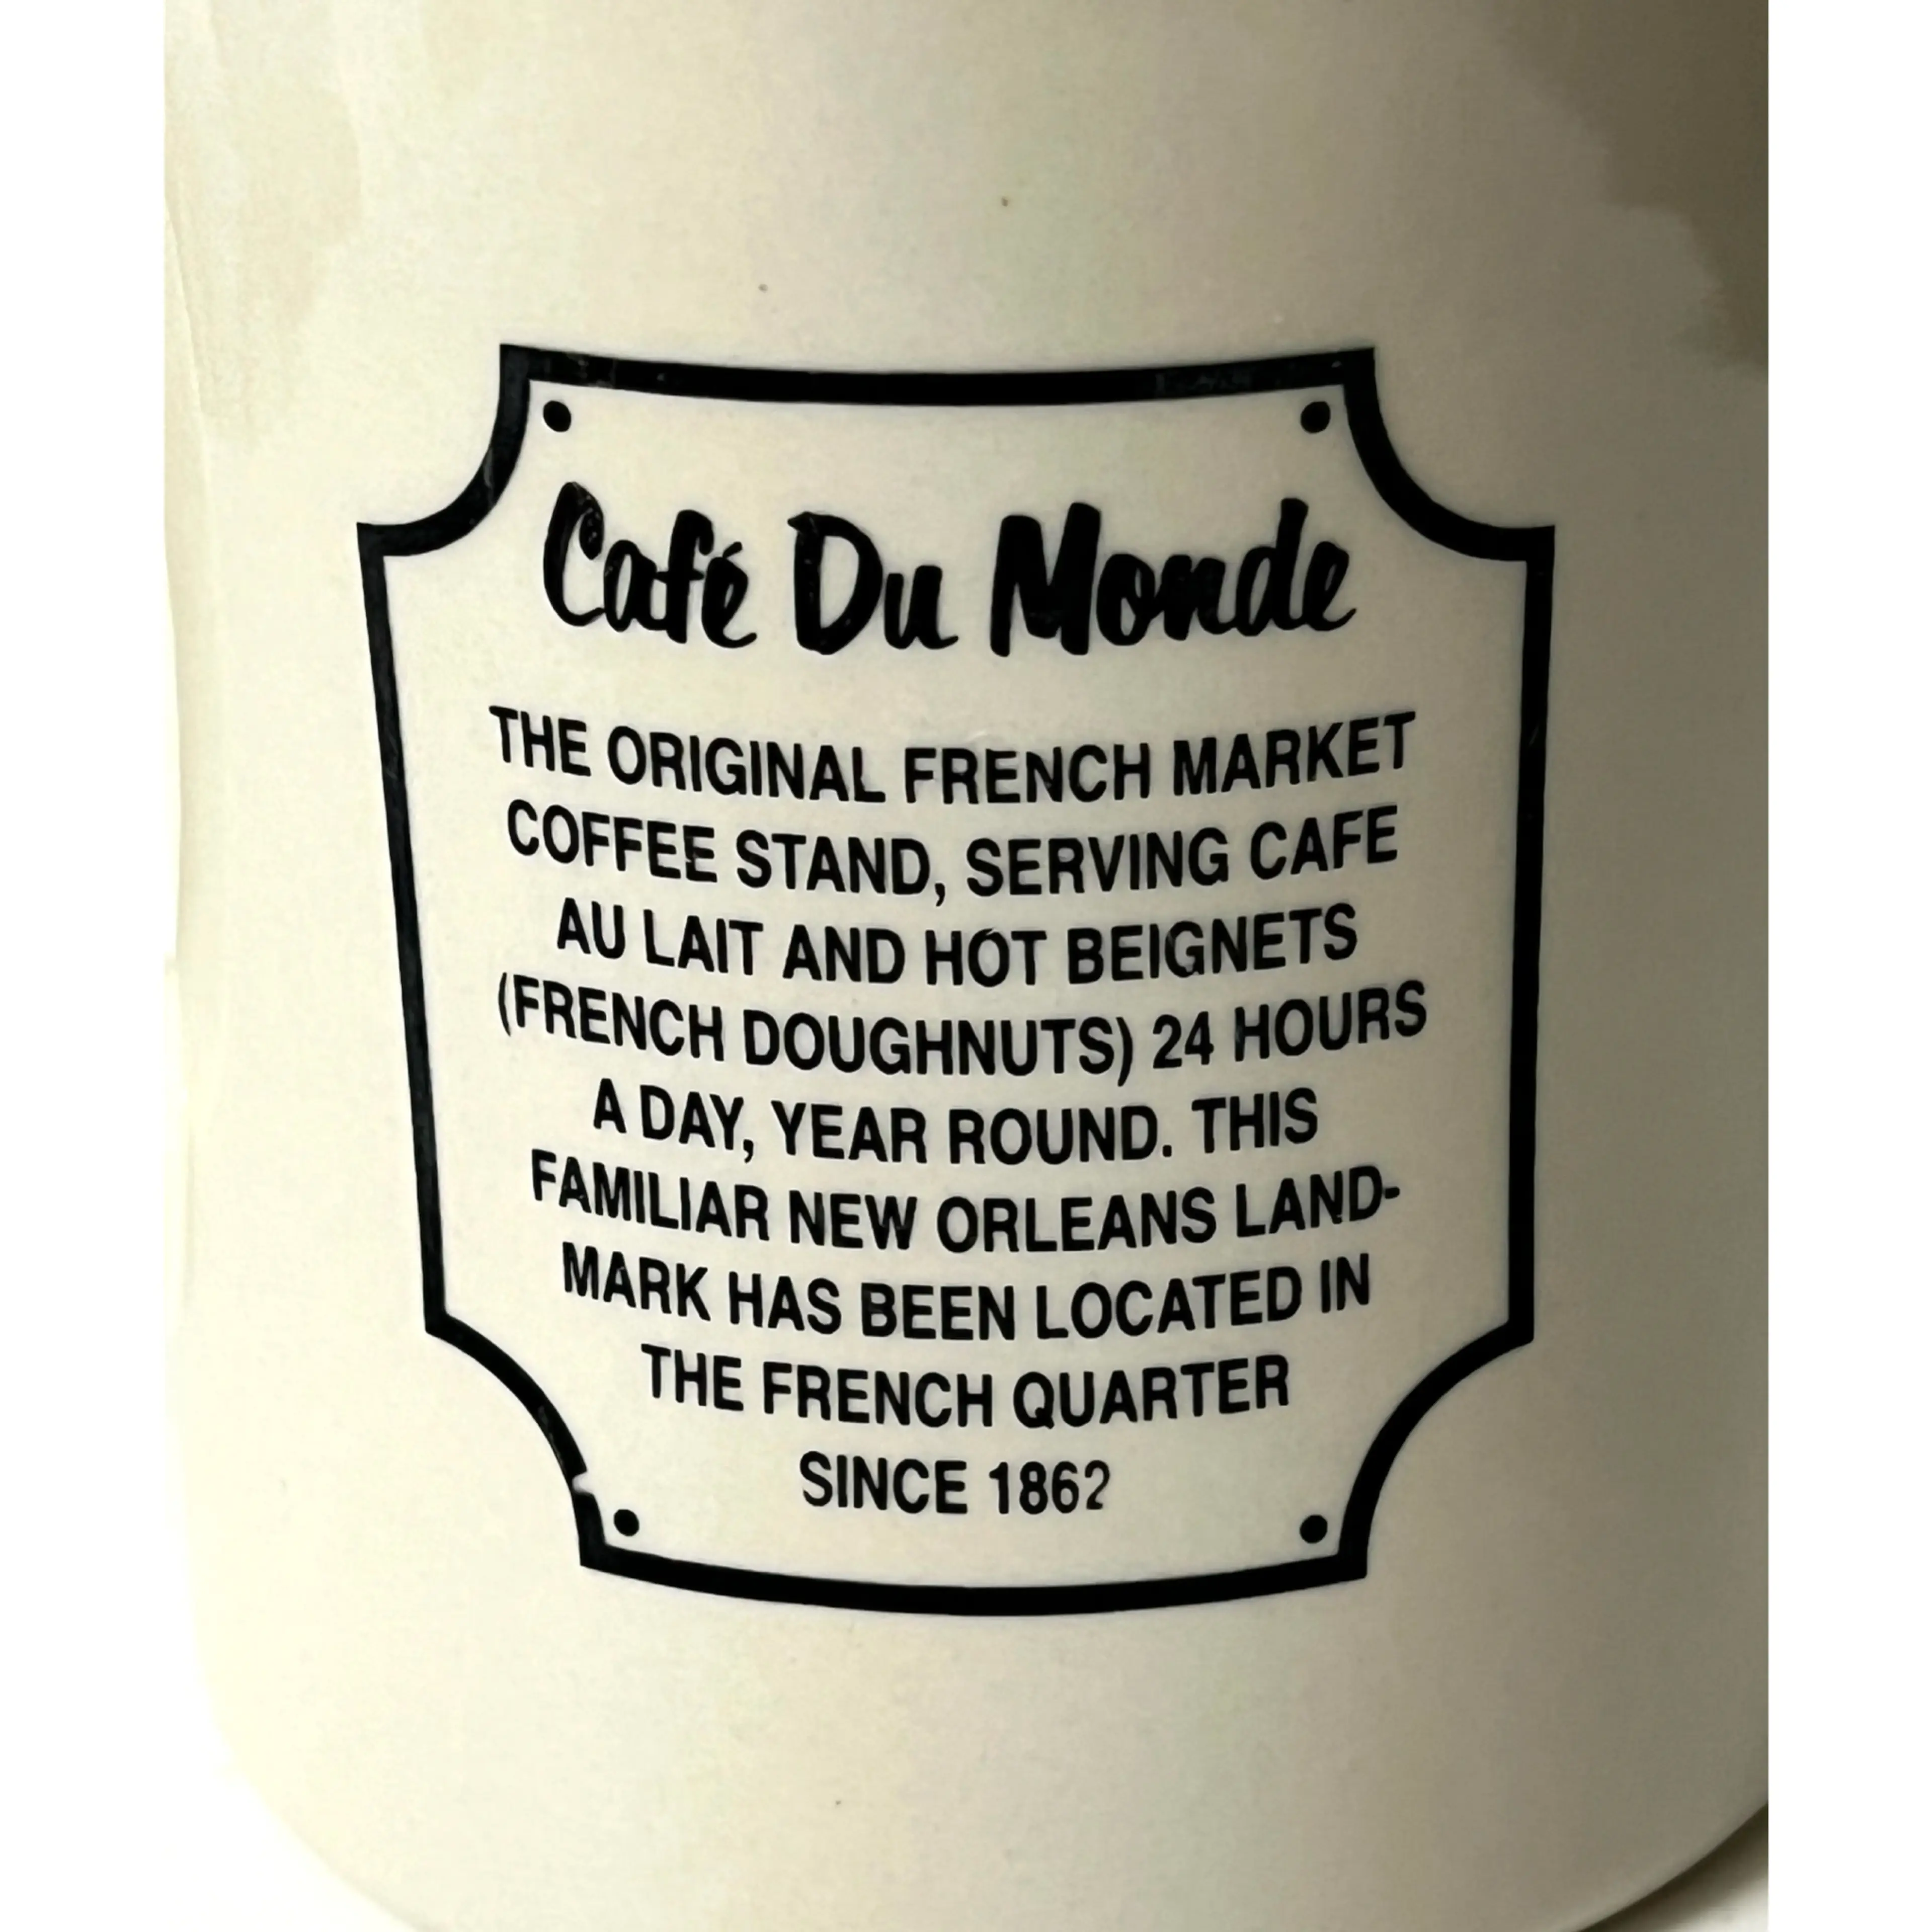 Café Du Monde
THE ORIGINAL FRENCH MARKET
COFFEE STAND, SERVING CAFE
AU LAIT AND HOT BEIGNETS
(FRENCH DOUGHNUTS) 24 HOURS
A DAY, YEAR ROUND. THIS
FAMILIAR NEW ORLEANS LAND-
MARK HAS BEEN LOCATED IN
THE FRENCH QUARTER
SINCE 1862